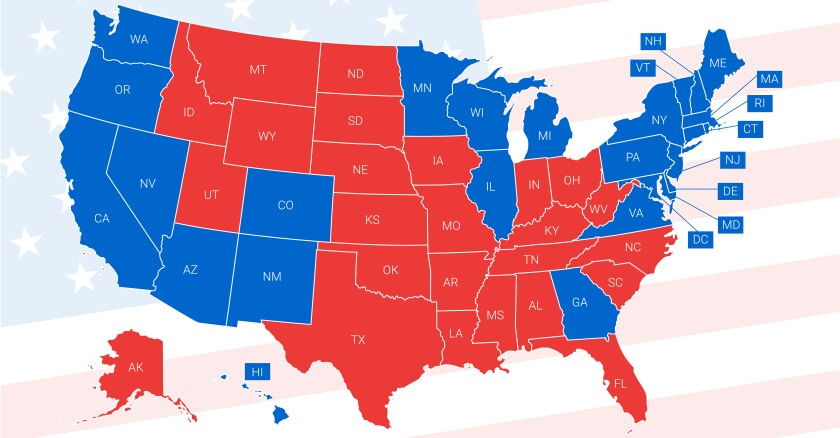 WA
MT
ND
MN
OR
ID
SD
WI
MI
NH
VT
ME
MA
NY
RI
CT
WY
IA
NE
PA
NJ
NV
UT
CO
IL
IN
OH
DE
CA
KS
MO
WV
VA
MD
KY
DC
AZ
NM
OK
AR
TN
NC
SC
TX
LA
MS
AL
GA
AK
HI
FL